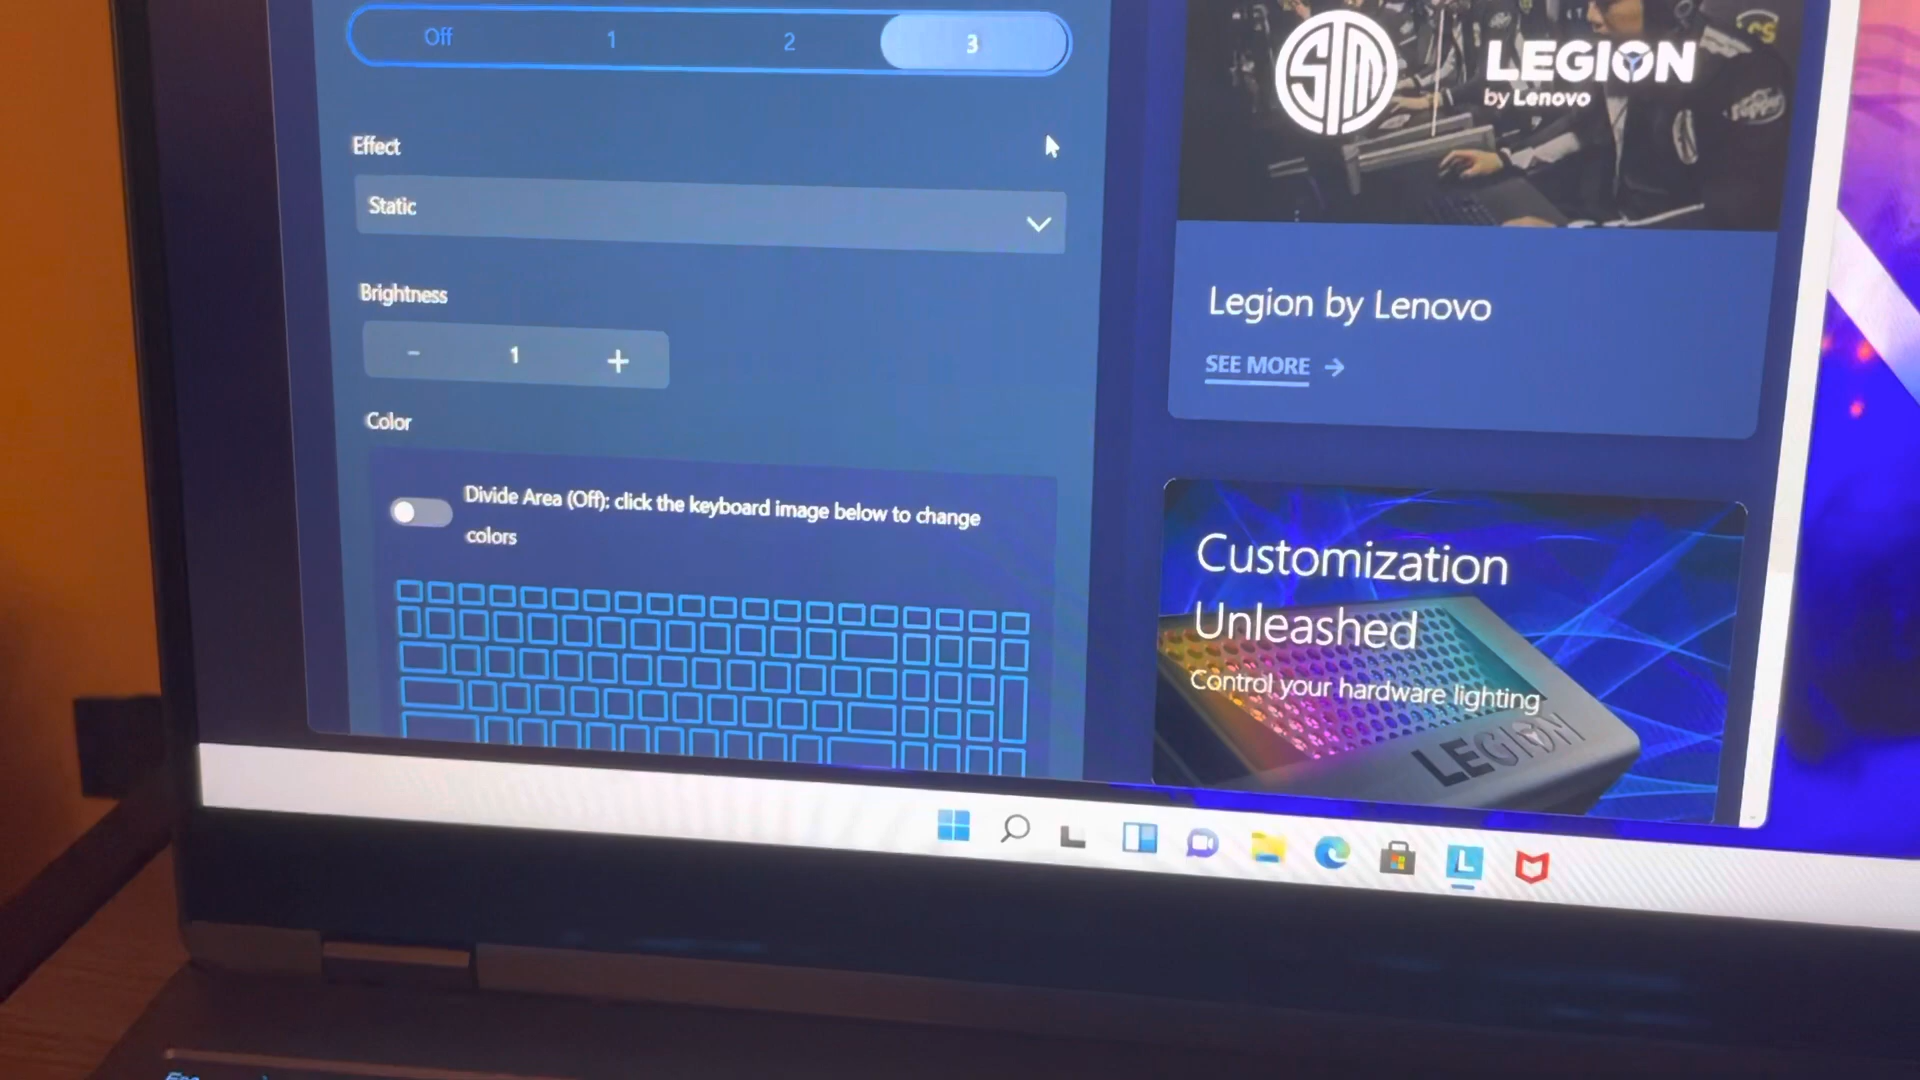 Off 1 2 3
Effect
Static
Brightness
- 1 +
Color
Divide Area (Off): click the keyboard image below to change
colors
LEGION
by Lenovo
Legion by Lenovo
SEE MORE →
Customization
Unleashed
Control your hardware lighting
LEGION
Esc